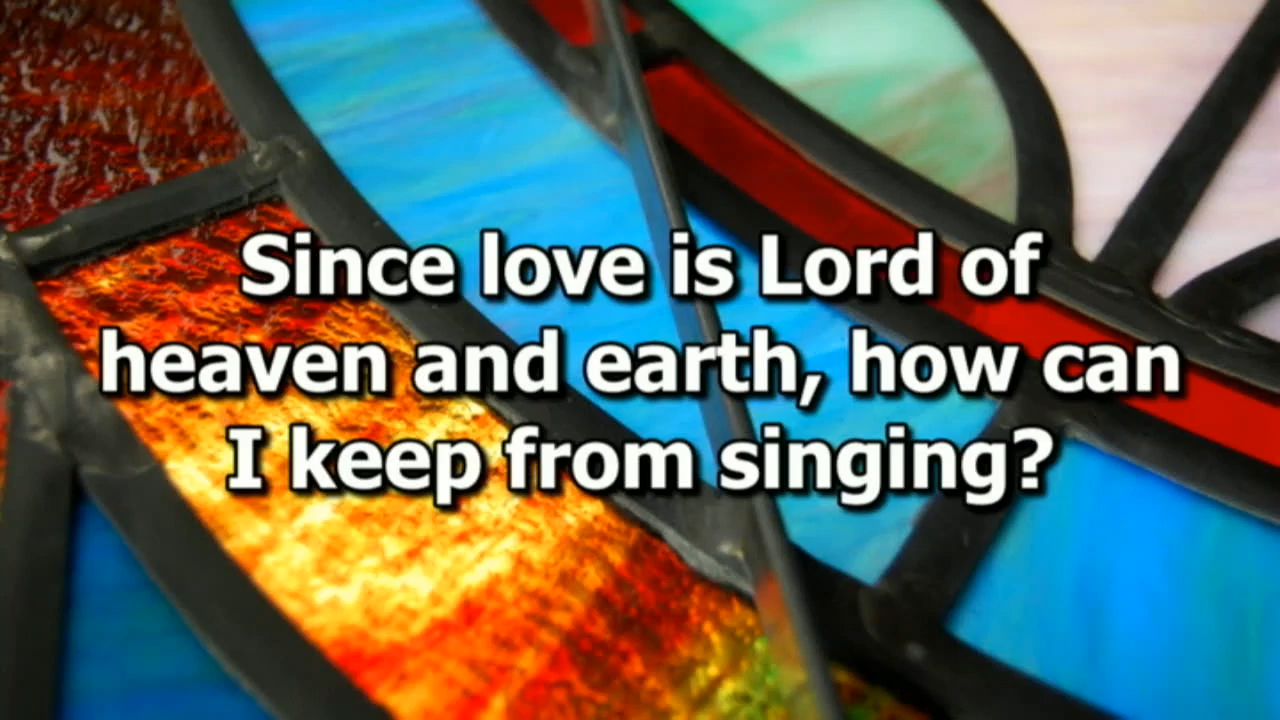 Since love is Lord of
heaven and earth, how can
I keep from singing?